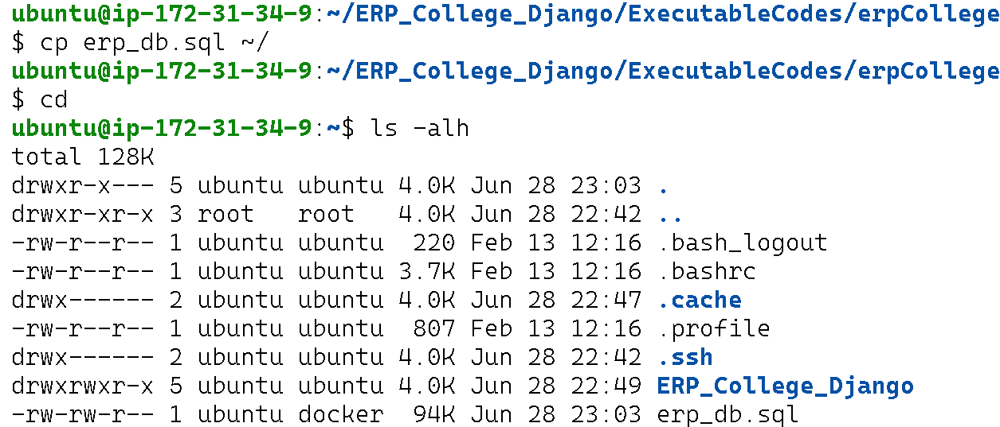 ubuntu@ip-172-31-34-9:~/ERP_College_Django/ExecutableCodes/erpCollege
$ cp erp_db.sql ~/
ubuntu@ip-172-31-34-9:~/ERP_College_Django/ExecutableCodes/erpCollege
$ cd
ubuntu@ip-172-31-34-9:~$ ls -alh
total 128K
drwxr-x--- 5 ubuntu ubuntu 4.0K Jun 28 23:03 .
drwxr-xr-x 3 root   root   4.0K Jun 28 22:42 ..
-rw-r--r-- 1 ubuntu ubuntu  220 Feb 13 12:16 .bash_logout
-rw-r--r-- 1 ubuntu ubuntu 3.7K Feb 13 12:16 .bashrc
drwx------ 2 ubuntu ubuntu 4.0K Jun 28 22:47 .cache
-rw-r--r-- 1 ubuntu ubuntu  807 Feb 13 12:16 .profile
drwx------ 2 ubuntu ubuntu 4.0K Jun 28 22:42 .ssh
drwxrwxr-x 5 ubuntu ubuntu 4.0K Jun 28 22:49 ERP_College_Django
-rw-rw-r-- 1 ubuntu docker  94K Jun 28 23:03 erp_db.sql